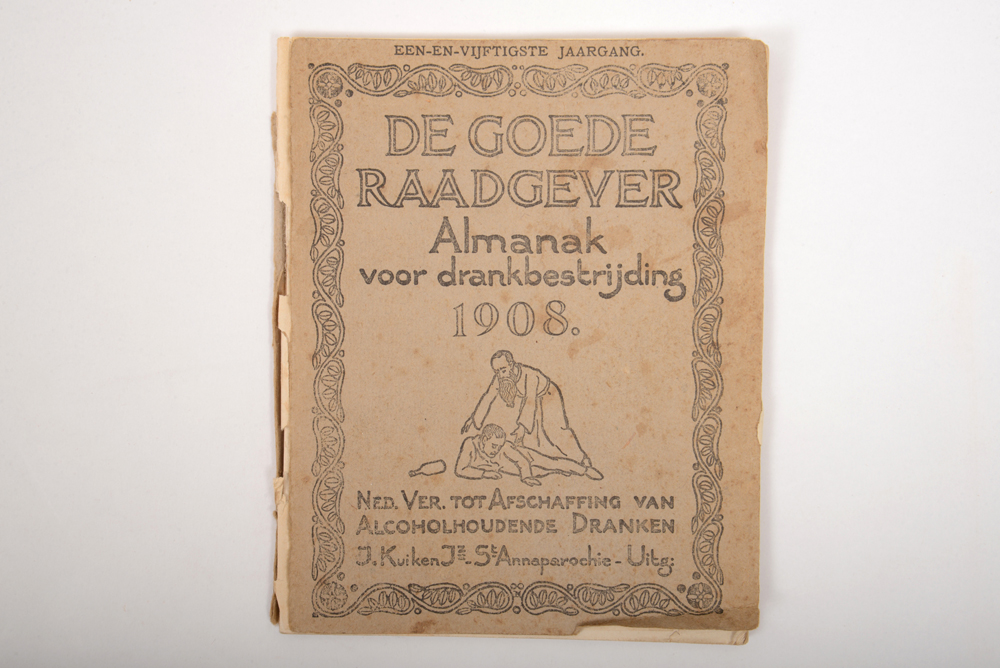 EEN-EN-VIJFTIGSTE JAARGANG.
DE GOEDE
RAADGEVER
Almanak
voor drankbestrijding
1908.
NED. VER. TOT AFSCHAFFING VAN
ALCOHOLHOUDENDE DRANKEN
J. Kuiken Jzn - St Annaparochie - Uitg: